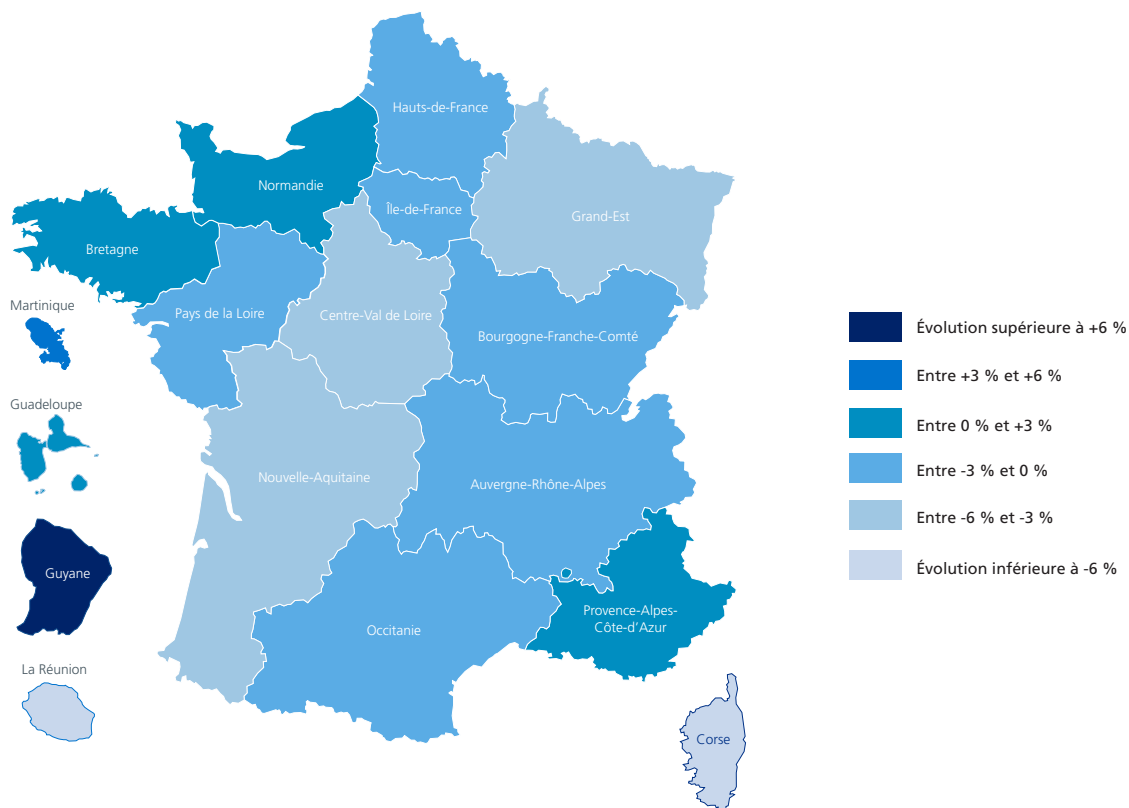 Hauts-de-France
Normandie
Île-de-France
Grand-Est
Bretagne
Pays de la Loire
Centre-Val de Loire
Bourgogne-Franche-Comté
Nouvelle-Aquitaine
Auvergne-Rhône-Alpes
Occitanie
Provence-Alpes-
Côte-d'Azur
Corse
Martinique
Guadeloupe
Guyane
La Réunion
Évolution supérieure à +6 %
Entre +3 % et +6 %
Entre 0 % et +3 %
Entre -3 % et 0 %
Entre -6 % et -3 %
Évolution inférieure à -6 %